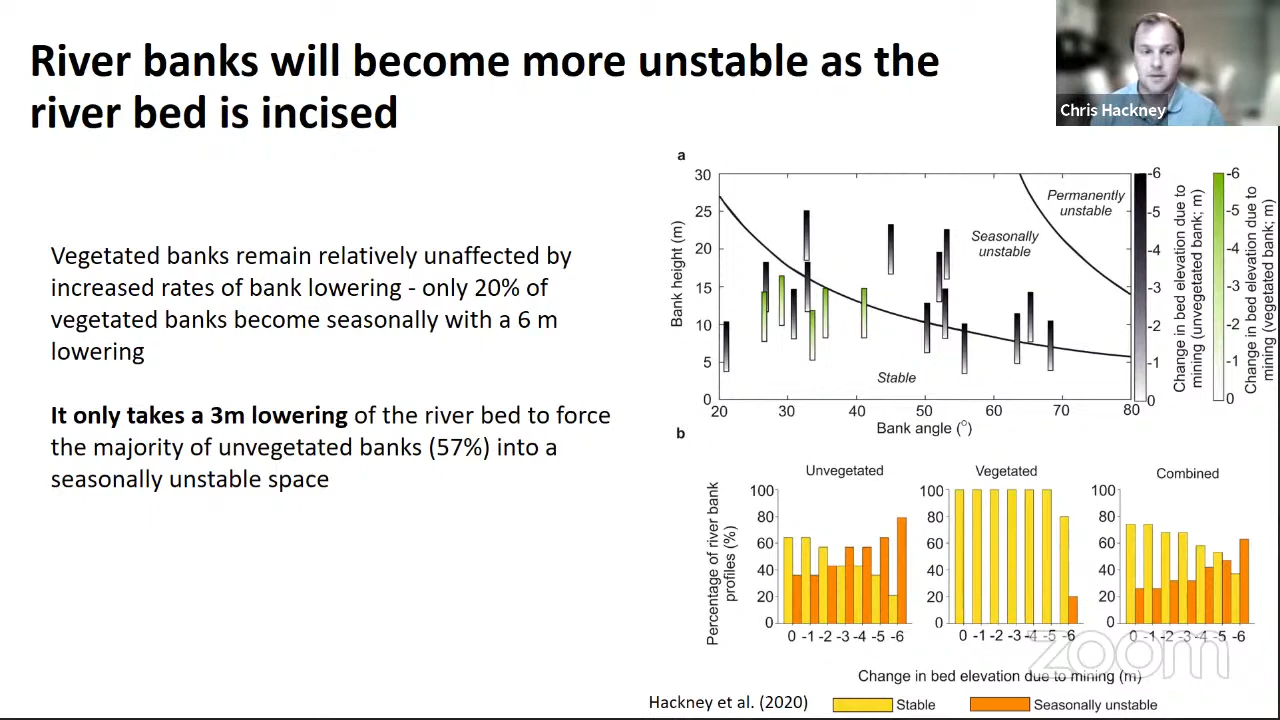 River banks will become more unstable as the
river bed is incised
Chris Hackney
Vegetated banks remain relatively unaffected by
increased rates of bank lowering - only 20% of
vegetated banks become seasonally with a 6 m
lowering
It only takes a 3m lowering of the river bed to force
the majority of unvegetated banks (57%) into a
seasonally unstable space
a
30
25
20
15
10
5
0
Bank height (m)
Permanently
unstable
Seasonally
unstable
Stable
20 30 40 50 60 70 80
Bank angle (°)
-6
-5
-4
-3
-2
-1
0
Change in bed elevation due to
mining (unvegetated bank; m)
-6
-5
-4
-3
-2
-1
0
Change in bed elevation due to
mining (vegetated bank; m)
b
Percentage of river bank
profiles (%)
Unvegetated
100
80
60
40
20
0
0 -1 -2 -3 -4 -5 -6
Vegetated
100
80
60
40
20
0
0 -1 -2 -3 -4 -5 -6
Combined
100
80
60
40
20
0
0 -1 -2 -3 -4 -5 -6
zoom
Change in bed elevation due to mining (m)
Hackney et al. (2020)
Stable
Seasonally unstable